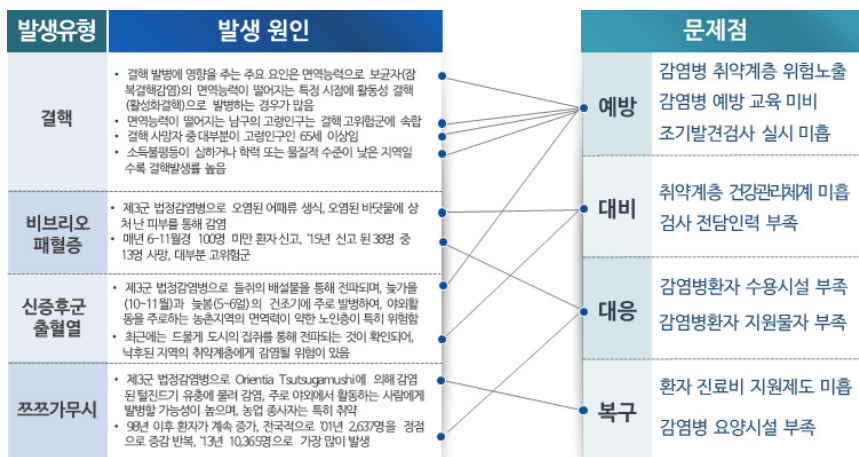 발생유형
발생 원인
문제점
결핵
• 결핵 발병에 영향을 주는 주요 요인은 면역능력으로 보균자(잠
복결핵감염)의 면역능력이 떨어지는 특정 시점에 활동성 결핵
(활성화결핵)으로 발병하는 경우가 많음
• 면역능력이 떨어지는 남구의 고령인구는 결핵 고위험군에 속함
• 결핵 사망자 중 대부분이 고령인구인 65세 이상임
• 소득불평등이 심하거나 학력 또는 물질적 수준이 낮은 지역일
수록 결핵발생률 높음
비브리오
패혈증
• 제3군 법정감염병으로 오염된 어패류 생식, 오염된 바닷물에 상
처 난 피부를 통해 감염
• 매년 6~11월경 100명 미만 환자 신고, '15년 신고 된 38명 중
13명 사망, 대부분 고위험군
신증후군
출혈열
• 제3군 법정감염병으로 들쥐의 배설물을 통해 전파되며, 늦가을
(10~11월)과 늦봄(5~6월)의 건조기에 주로 발병하여, 야외활
동을 주로하는 농촌지역의 면역력이 약한 노인층이 특히 위험함
• 최근에는 드물게 도시의 집쥐를 통해 전파되는 것이 확인되어,
낙후된 지역의 취약계층에게 감염될 위험이 있음
쯔쯔가무시
• 제3군 법정감염병으로 Orientia Tsutsugamushi에 의해 감염
된 털진드기 유충에 물려 감염, 주로 야외에서 활동하는 사람에게
발병할 가능성이 높으며, 농업 종사자는 특히 취약
• 98년 이후 환자가 계속 증가, 전국적으로 '01년 2,637명을 정점
으로 증감 반복, '13년 10,365명으로 가장 많이 발생
예방
감염병 취약계층 위험노출
감염병 예방 교육 미비
조기발견검사 실시 미흡
대비
취약계층 건강관리체계 미흡
검사 전담인력 부족
대응
감염병환자 수용시설 부족
감염병환자 지원물자 부족
복구
환자 진료비 지원제도 미흡
감염병 요양시설 부족